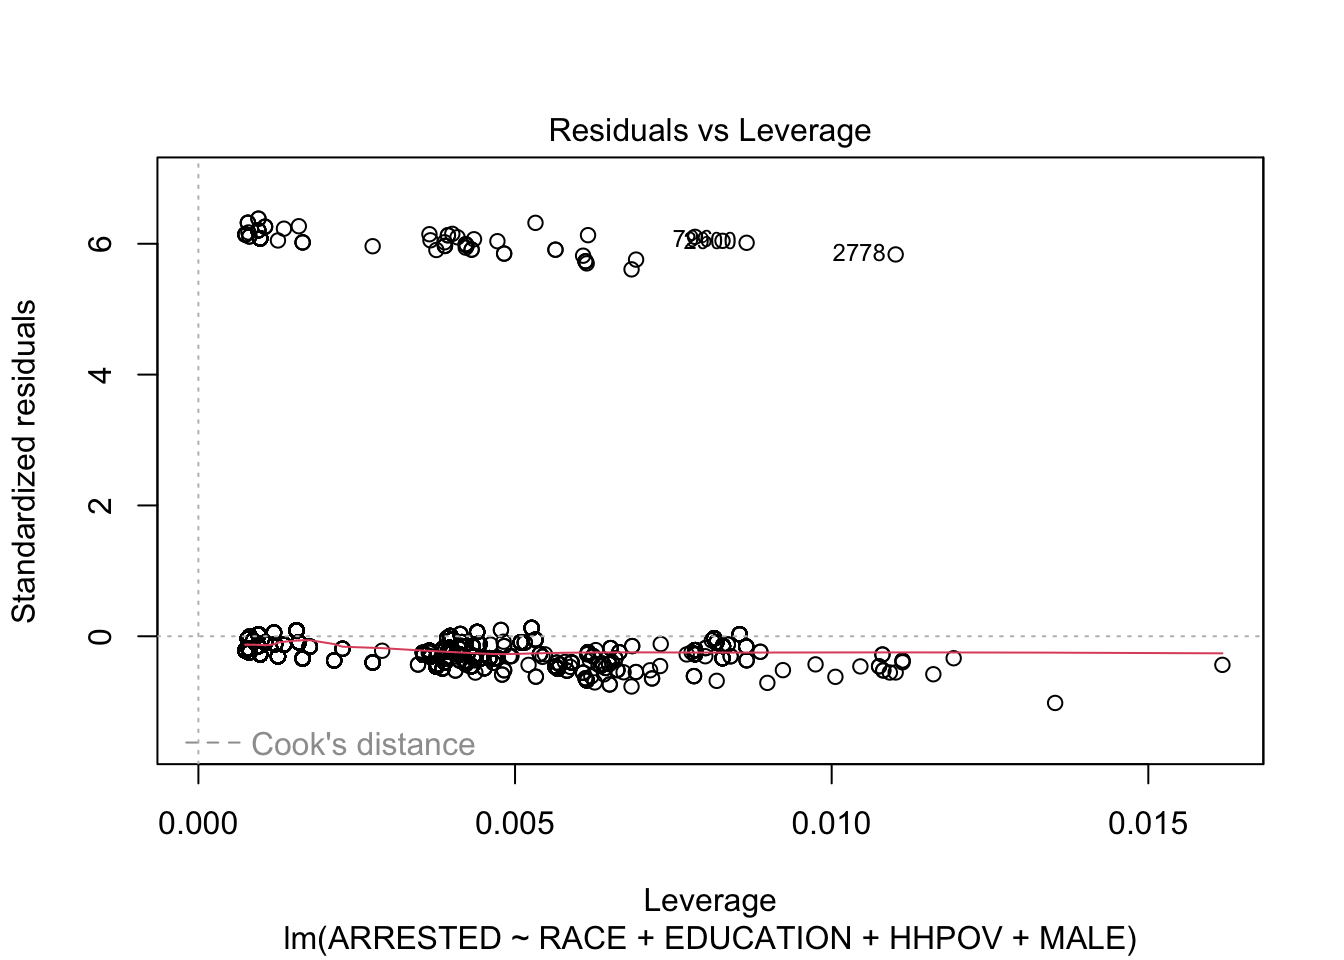 Residuals vs Leverage
Standardized residuals
6
4
2
0
2778
Cook's distance
0.000 0.005 0.010 0.015
Leverage
lm(ARRESTED ~ RACE + EDUCATION + HHPOV + MALE)